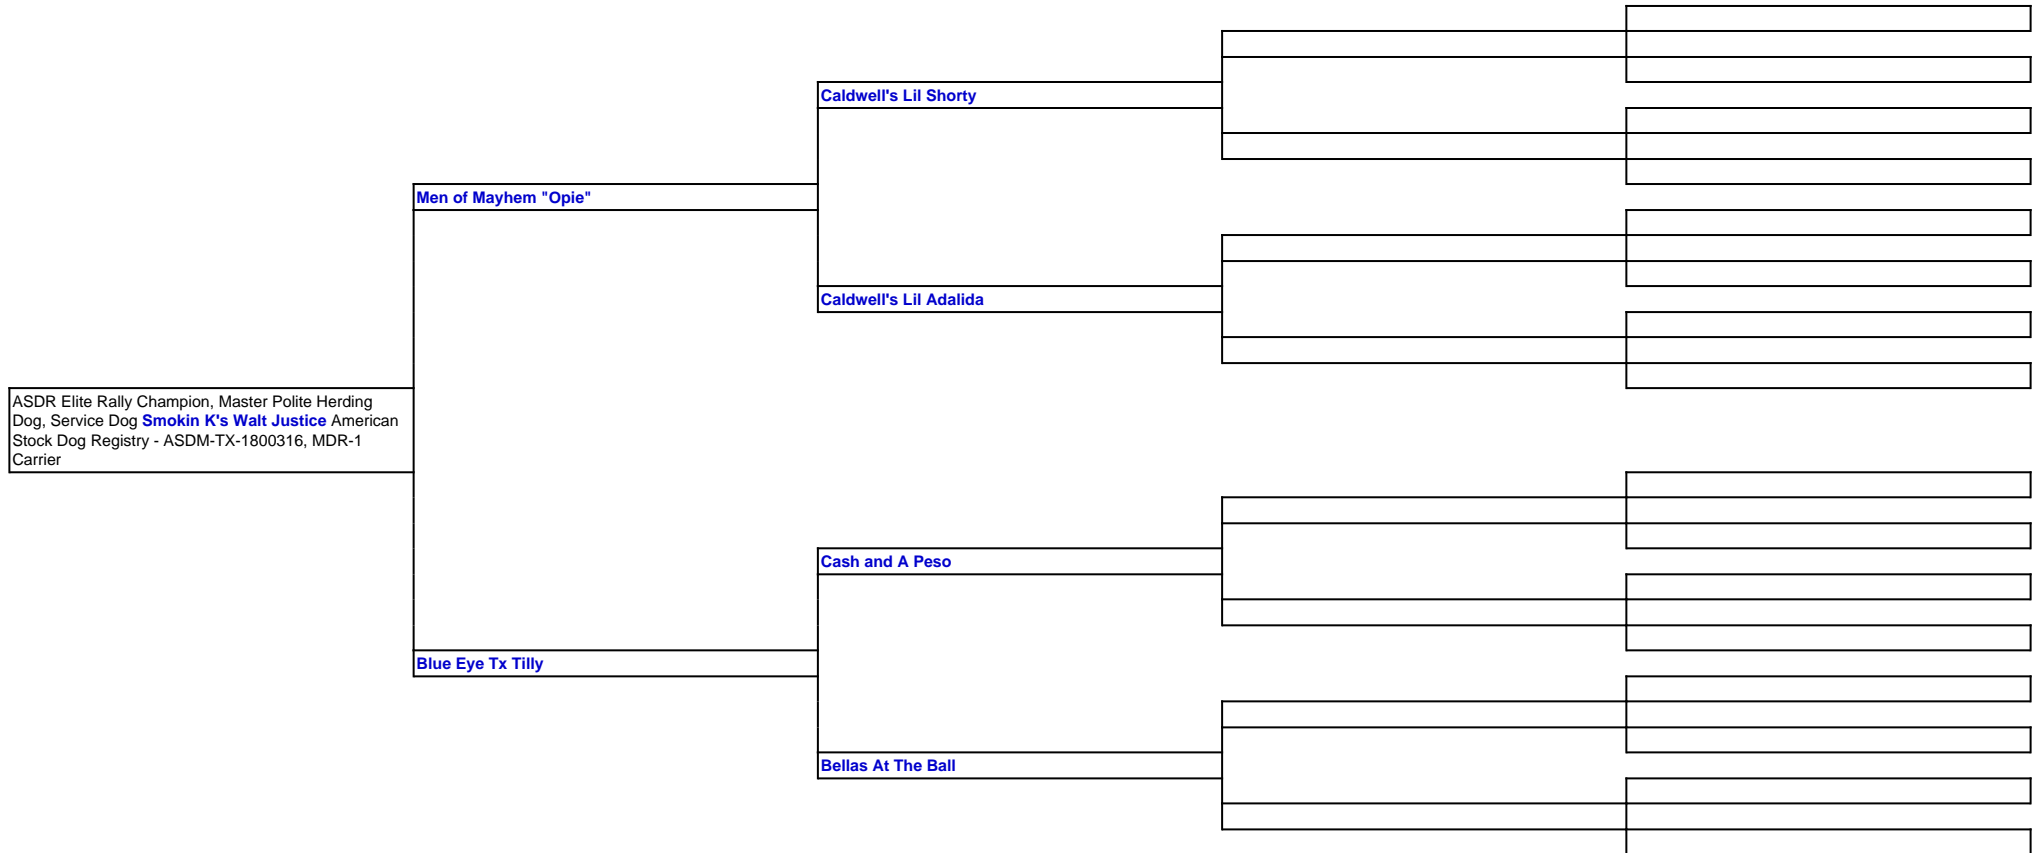 Caldwell's Lil Shorty
Men of Mayhem "Opie"
Caldwell's Lil Adalida
ASDR Elite Rally Champion, Master Polite Herding
Dog, Service Dog Smokin K's Walt Justice American
Stock Dog Registry - ASDM-TX-1800316, MDR-1
Carrier
Cash and A Peso
Blue Eye Tx Tilly
Bellas At The Ball